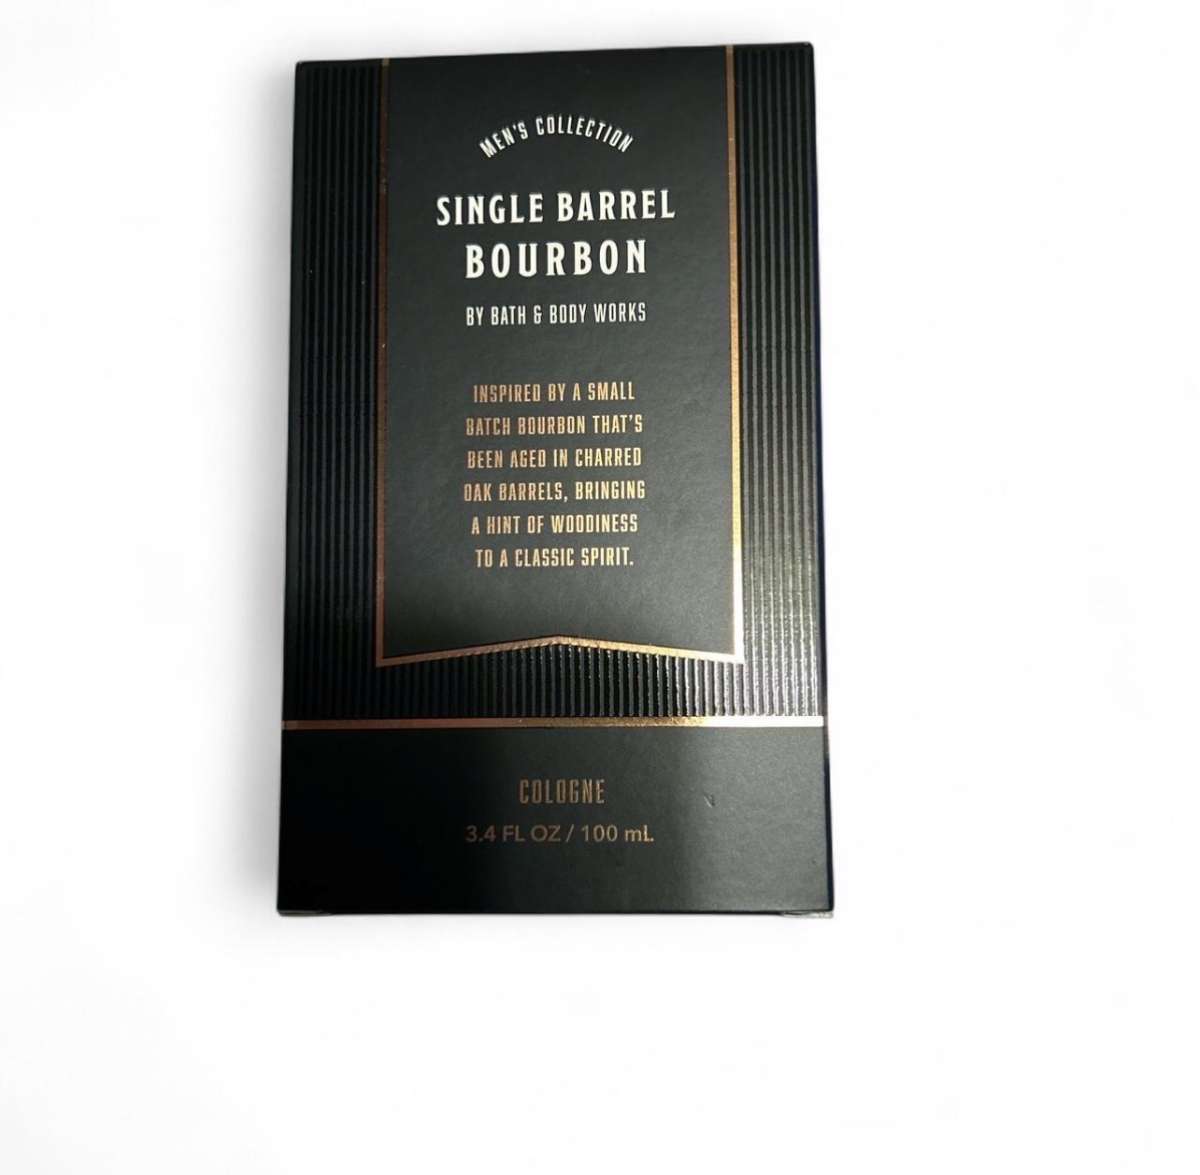 MEN'S COLLECTION
SINGLE BARREL
BOURBON
BY BATH & BODY WORKS
INSPIRED BY A SMALL
BATCH BOURBON THAT'S
BEEN AGED IN CHARRED
OAK BARRELS, BRINGING
A HINT OF WOODINESS
TO A CLASSIC SPIRIT.
COLOGNE
3.4 FL OZ / 100 mL